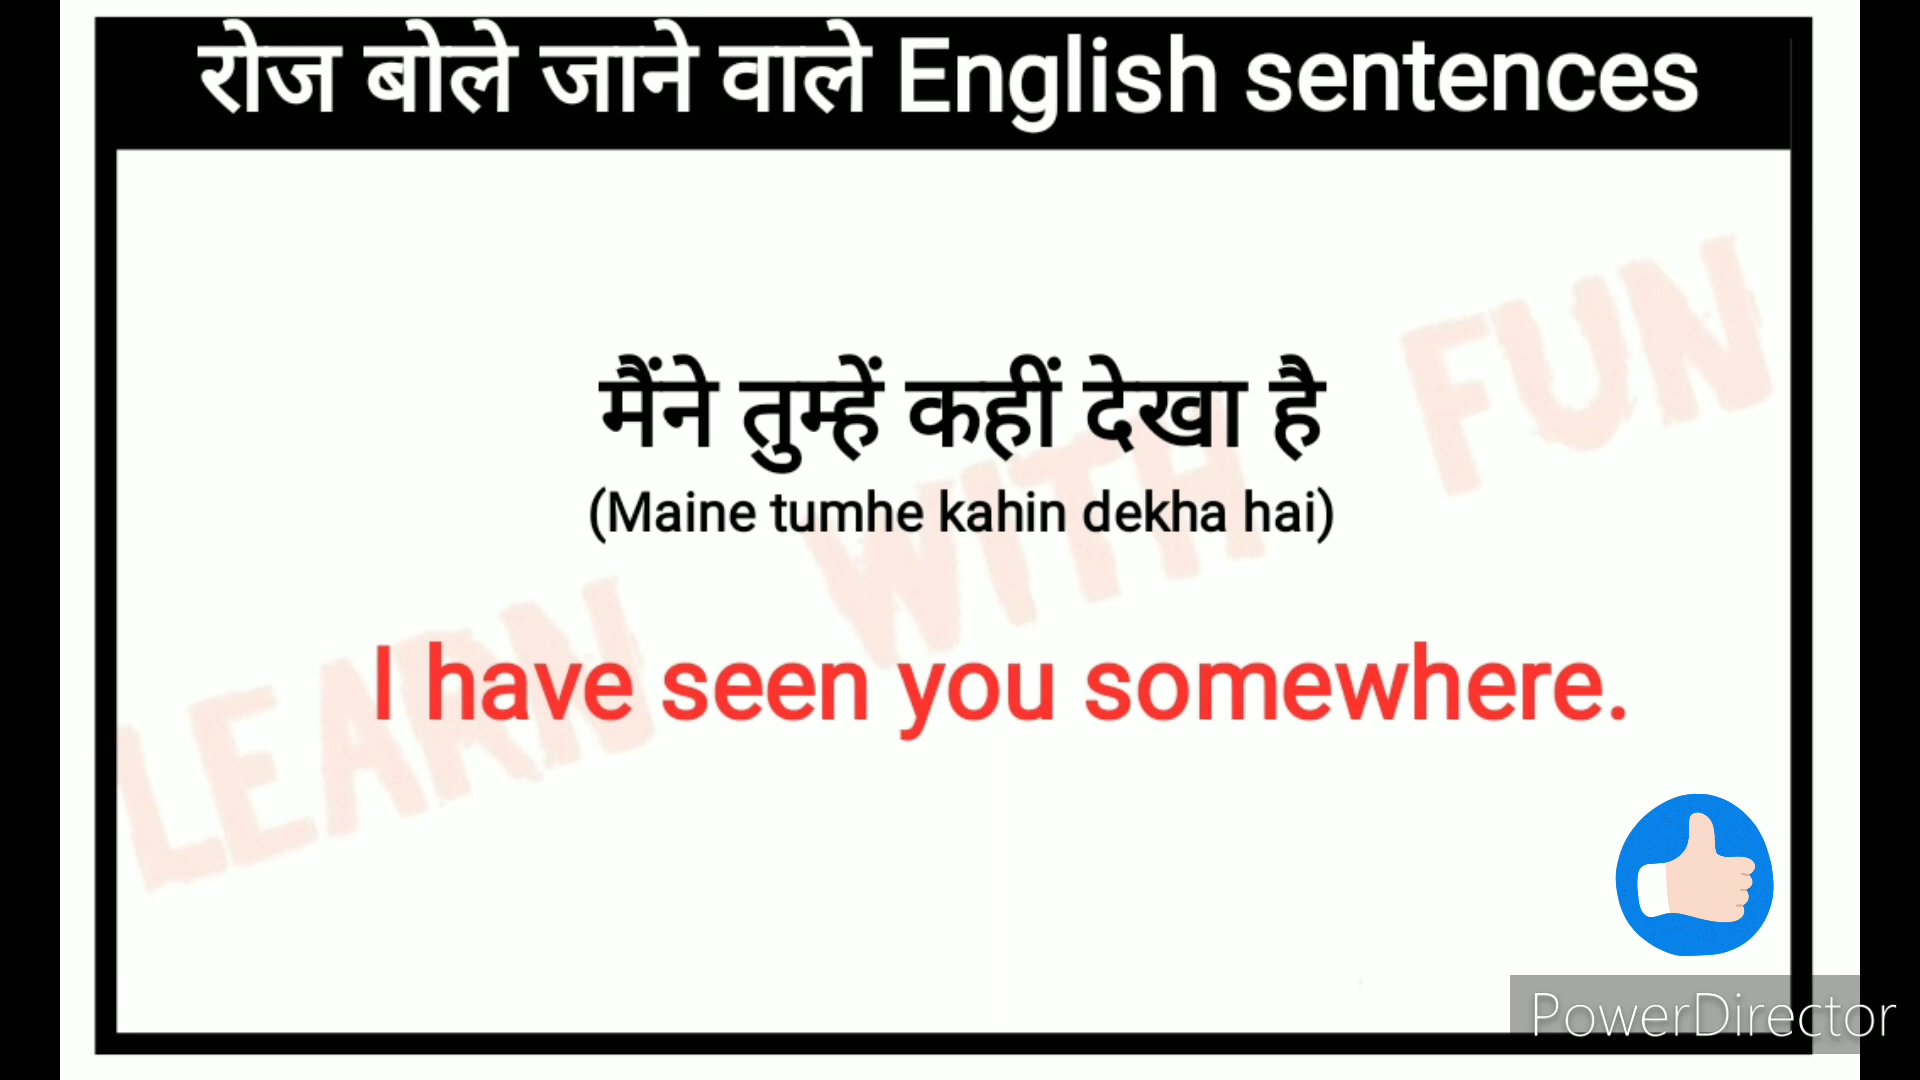 रोज बोले जाने वाले English sentences
मैंने तुम्हें कहीं देखा है
(Maine tumhe kahin dekha hai)
I have seen you somewhere.
LEARN WITH FUN
PowerDirector